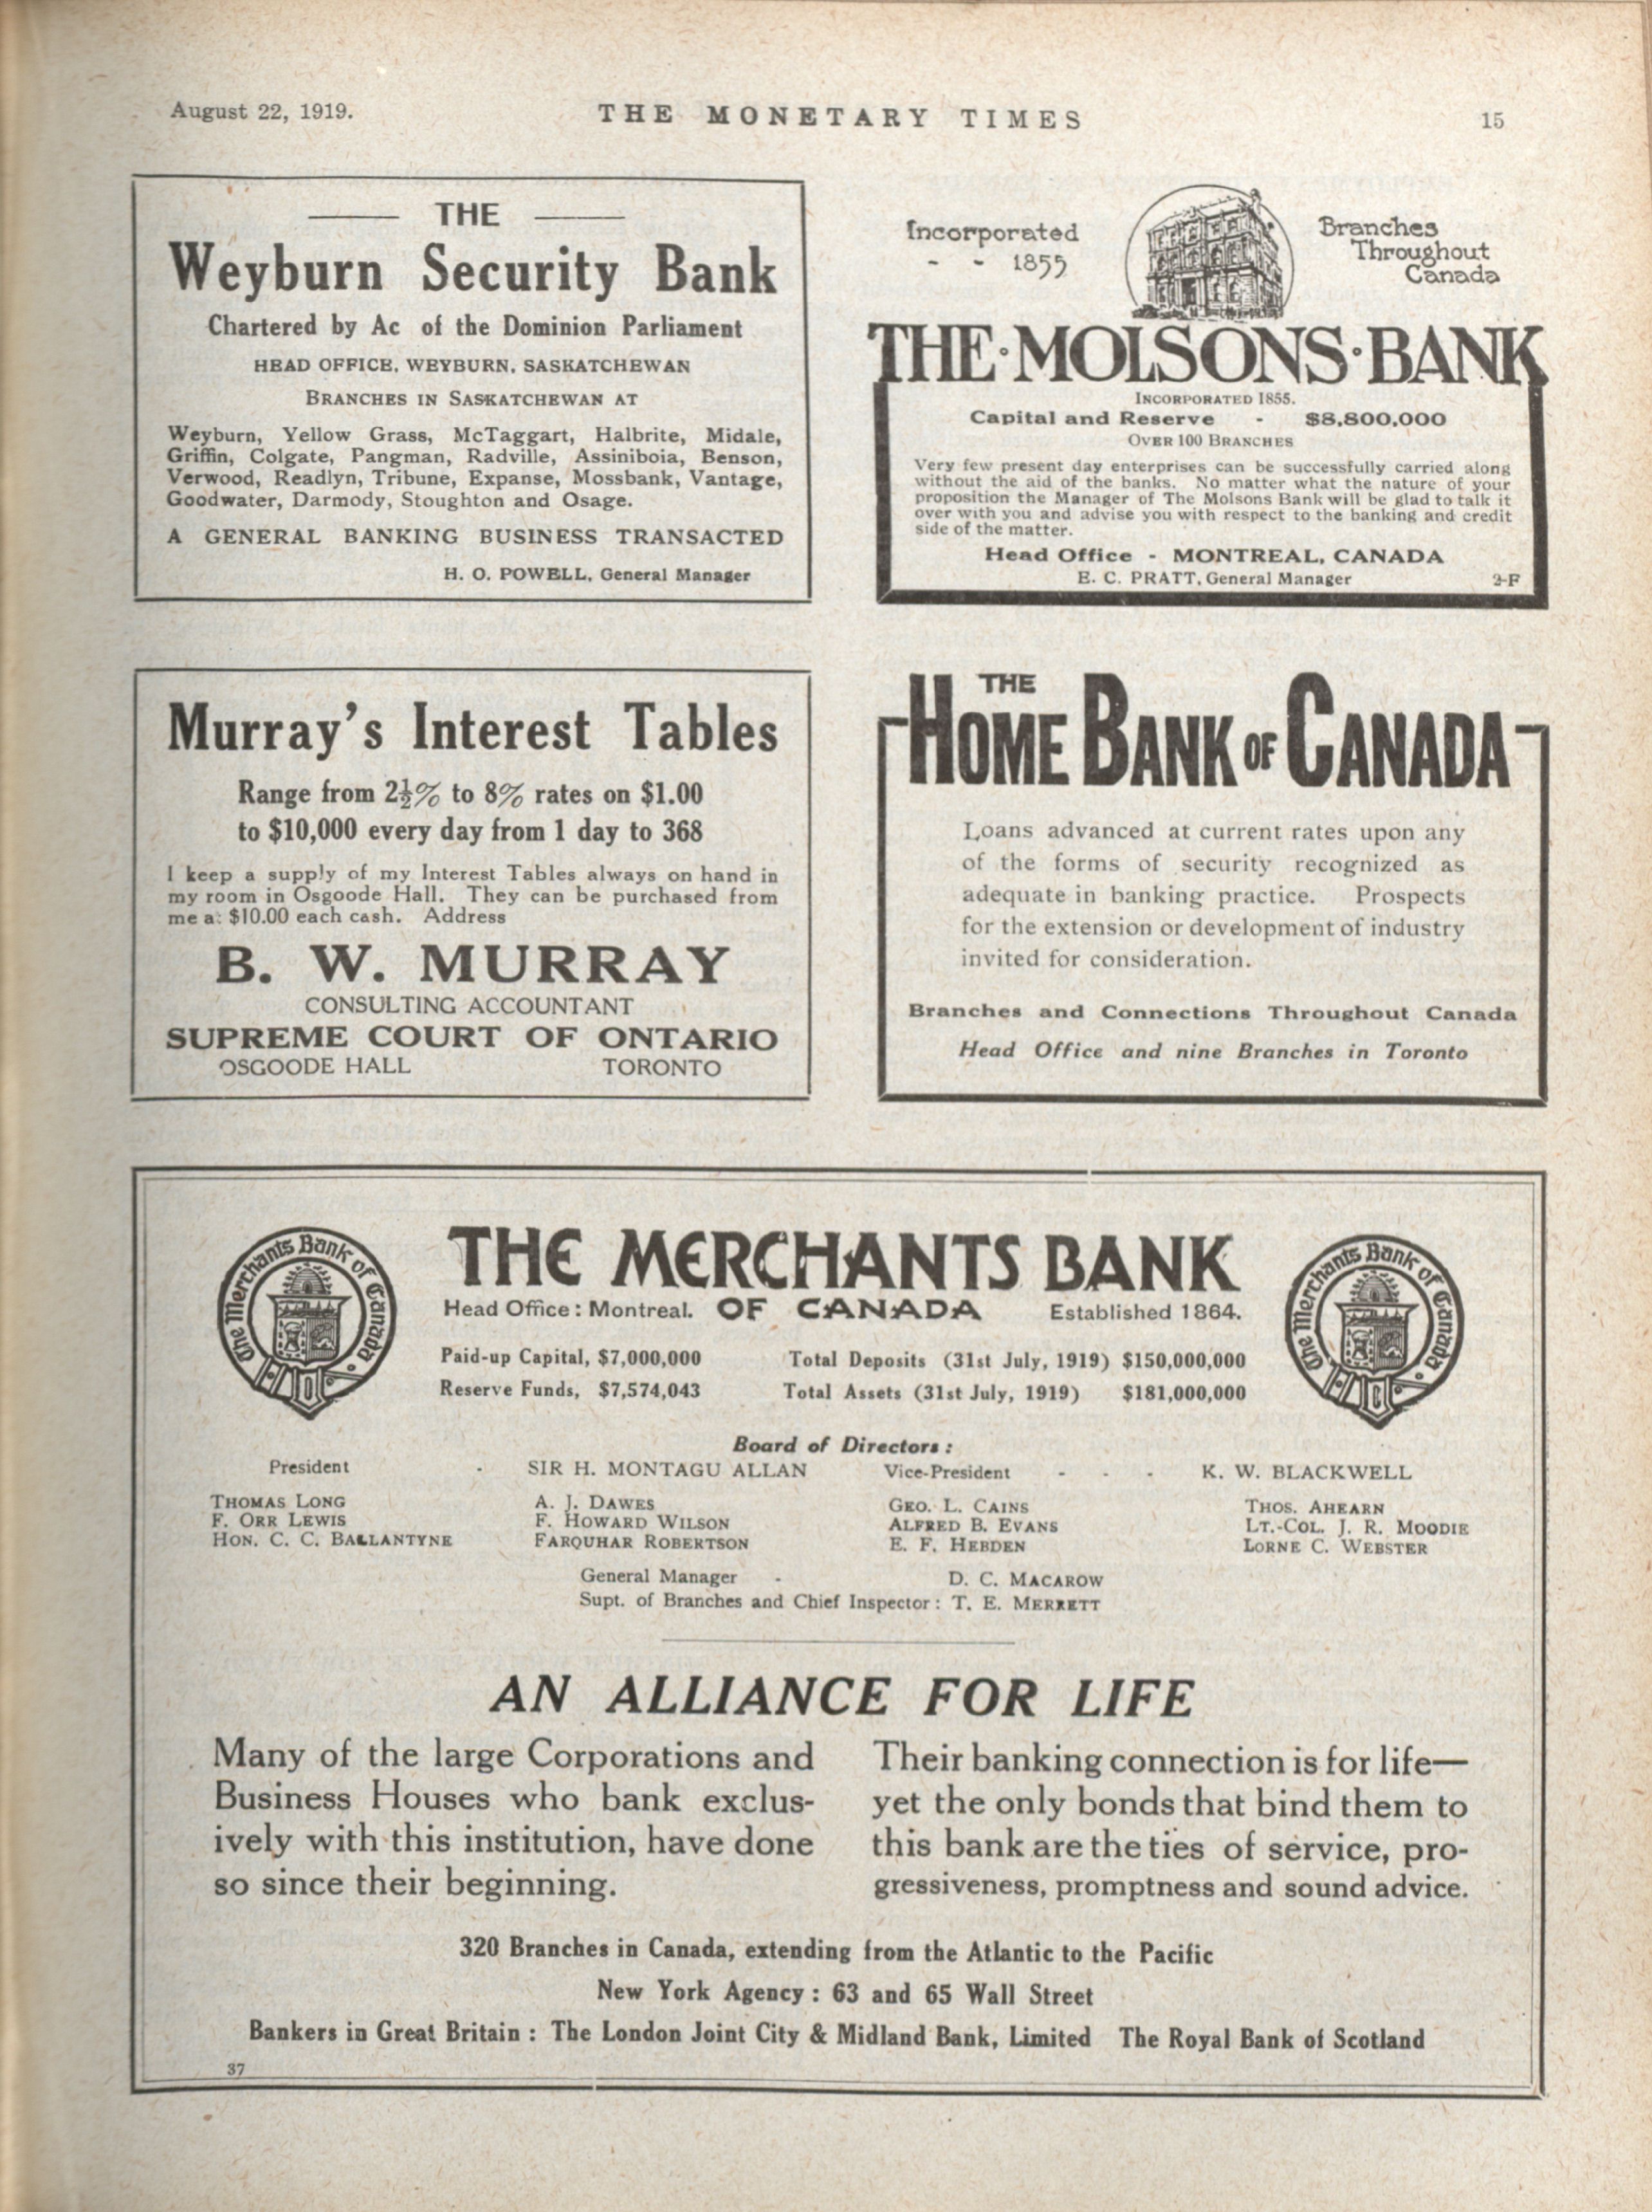 August 22, 1919.
THE MONETARY TIMES
15
THE
Weyburn Security Bank
Chartered by Ac of the Dominion Parliament
HEAD OFFICE, WEYBURN, SASKATCHEWAN
BRANCHES IN SASKATCHEWAN AT
Weyburn, Yellow Grass, McTaggart, Halbrite, Midale,
Griffin, Colgate, Pangman, Radville, Assiniboia, Benson,
Verwood, Readlyn, Tribune, Expanse, Mossbank, Vantage,
Goodwater, Darmody, Stoughton and Osage.
A GENERAL BANKING BUSINESS TRANSACTED
H. O. POWELL, General Manager
Incorporated
- - 1855
Branches
Throughout
Canada
THE·MOLSONS·BANK
INCORPORATED 1855.
Capital and Reserve - $8,800,000
OVER 100 BRANCHES
Very few present day enterprises can be successfully carried along
without the aid of the banks. No matter what the nature of your
proposition the Manager of The Molsons Bank will be glad to talk it
over with you and advise you with respect to the banking and credit
side of the matter.
Head Office - MONTREAL, CANADA
E. C. PRATT, General Manager
2-F
Murray's Interest Tables
Range from 2½% to 8% rates on $1.00
to $10,000 every day from 1 day to 368
I keep a supply of my Interest Tables always on hand in
my room in Osgoode Hall. They can be purchased from
me a: $10.00 each cash. Address
B. W. MURRAY
CONSULTING ACCOUNTANT
SUPREME COURT OF ONTARIO
OSGOODE HALL TORONTO
THE
HOME BANK OF CANADA
Loans advanced at current rates upon any
of the forms of security recognized as
adequate in banking practice. Prospects
for the extension or development of industry
invited for consideration.
Branches and Connections Throughout Canada
Head Office and nine Branches in Toronto
The Merchants Bank of Canada
THE MERCHANTS BANK
Head Office: Montreal. OF CANADA Established 1864.
The Merchants Bank of Canada
Paid-up Capital, $7,000,000 Total Deposits (31st July, 1919) $150,000,000
Reserve Funds, $7,574,043 Total Assets (31st July, 1919) $181,000,000
Board of Directors:
President - SIR H. MONTAGU ALLAN Vice-President - - - K. W. BLACKWELL
THOMAS LONG A. J. DAWES GEO. L. CAINS THOS. AHEARN
F. ORR LEWIS F. HOWARD WILSON ALFRED B. EVANS LT.-COL. J. R. MOODIE
HON. C. C. BALLANTYNE FARQUHAR ROBERTSON E. F. HEBDEN LORNE C. WEBSTER
General Manager - D. C. MACAROW
Supt. of Branches and Chief Inspector: T. E. MERRETT
AN ALLIANCE FOR LIFE
Many of the large Corporations and
Business Houses who bank exclus-
ively with this institution, have done
so since their beginning.
Their banking connection is for life—
yet the only bonds that bind them to
this bank are the ties of service, pro-
gressiveness, promptness and sound advice.
320 Branches in Canada, extending from the Atlantic to the Pacific
New York Agency: 63 and 65 Wall Street
Bankers in Great Britain: The London Joint City & Midland Bank, Limited The Royal Bank of Scotland
37